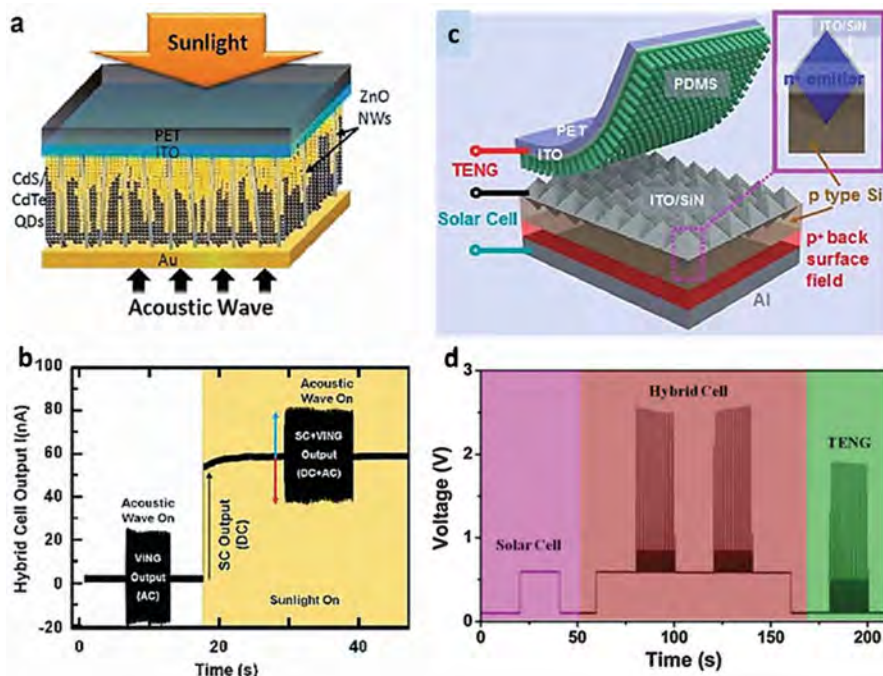 a
Sunlight
ZnO
NWs
PET
ITO
CdS/
CdTe
QDs
Au
Acoustic Wave
c
ITO/SiN
n+ emitter
PDMS
PET
ITO
TENG
ITO/SiN
p type Si
Solar Cell
p+ back
surface
field
Al
b
Hybrid Cell Output I(nA)
100
80
60
40
20
0
-20
Acoustic
Wave On
VING
Output
(AC)
SC Output
(DC)
Acoustic
Wave On
SC+VING
Output
(DC+AC)
Sunlight On
0 20 40
Time (s)
d
Voltage (V)
3
2
1
0
Solar Cell
Hybrid Cell
TENG
0 50 100 150 200
Time (s)